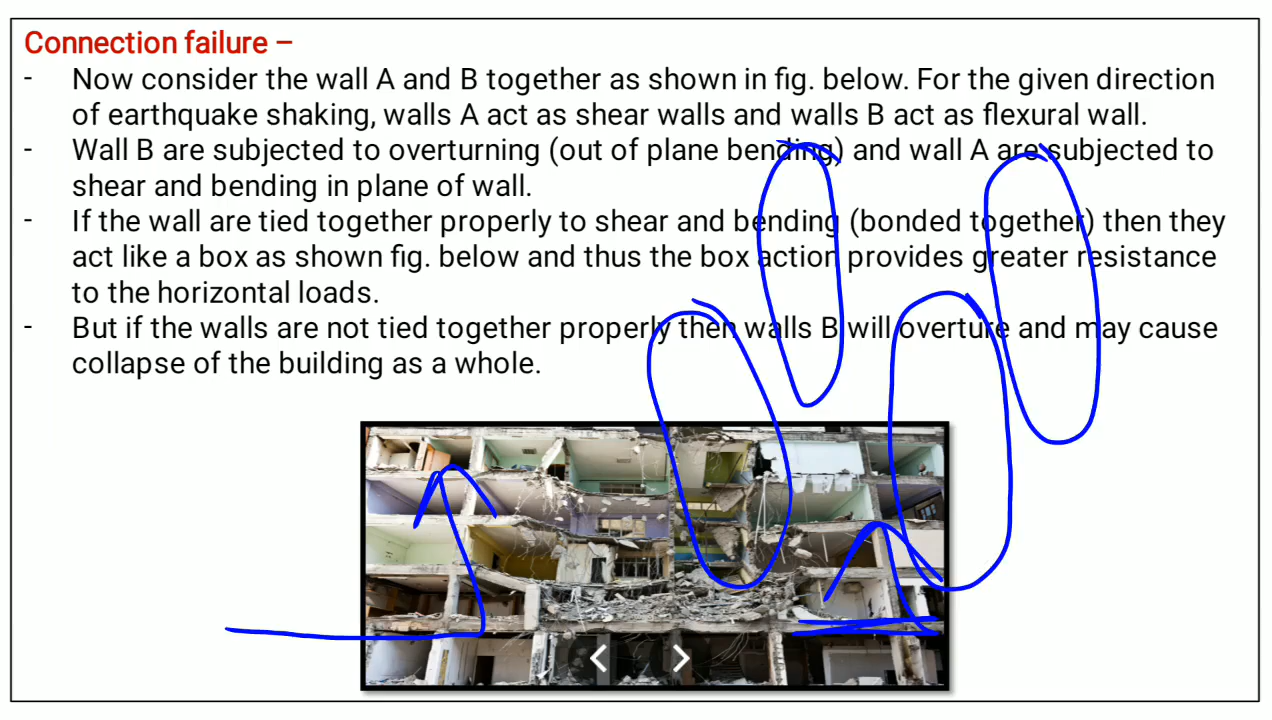 Connection failure –
- Now consider the wall A and B together as shown in fig. below. For the given direction
of earthquake shaking, walls A act as shear walls and walls B act as flexural wall.
- Wall B are subjected to overturning (out of plane bending) and wall A are subjected to
shear and bending in plane of wall.
- If the wall are tied together properly to shear and bending (bonded together) then they
act like a box as shown fig. below and thus the box action provides greater resistance
to the horizontal loads.
- But if the walls are not tied together properly then walls B will overture and may cause
collapse of the building as a whole.